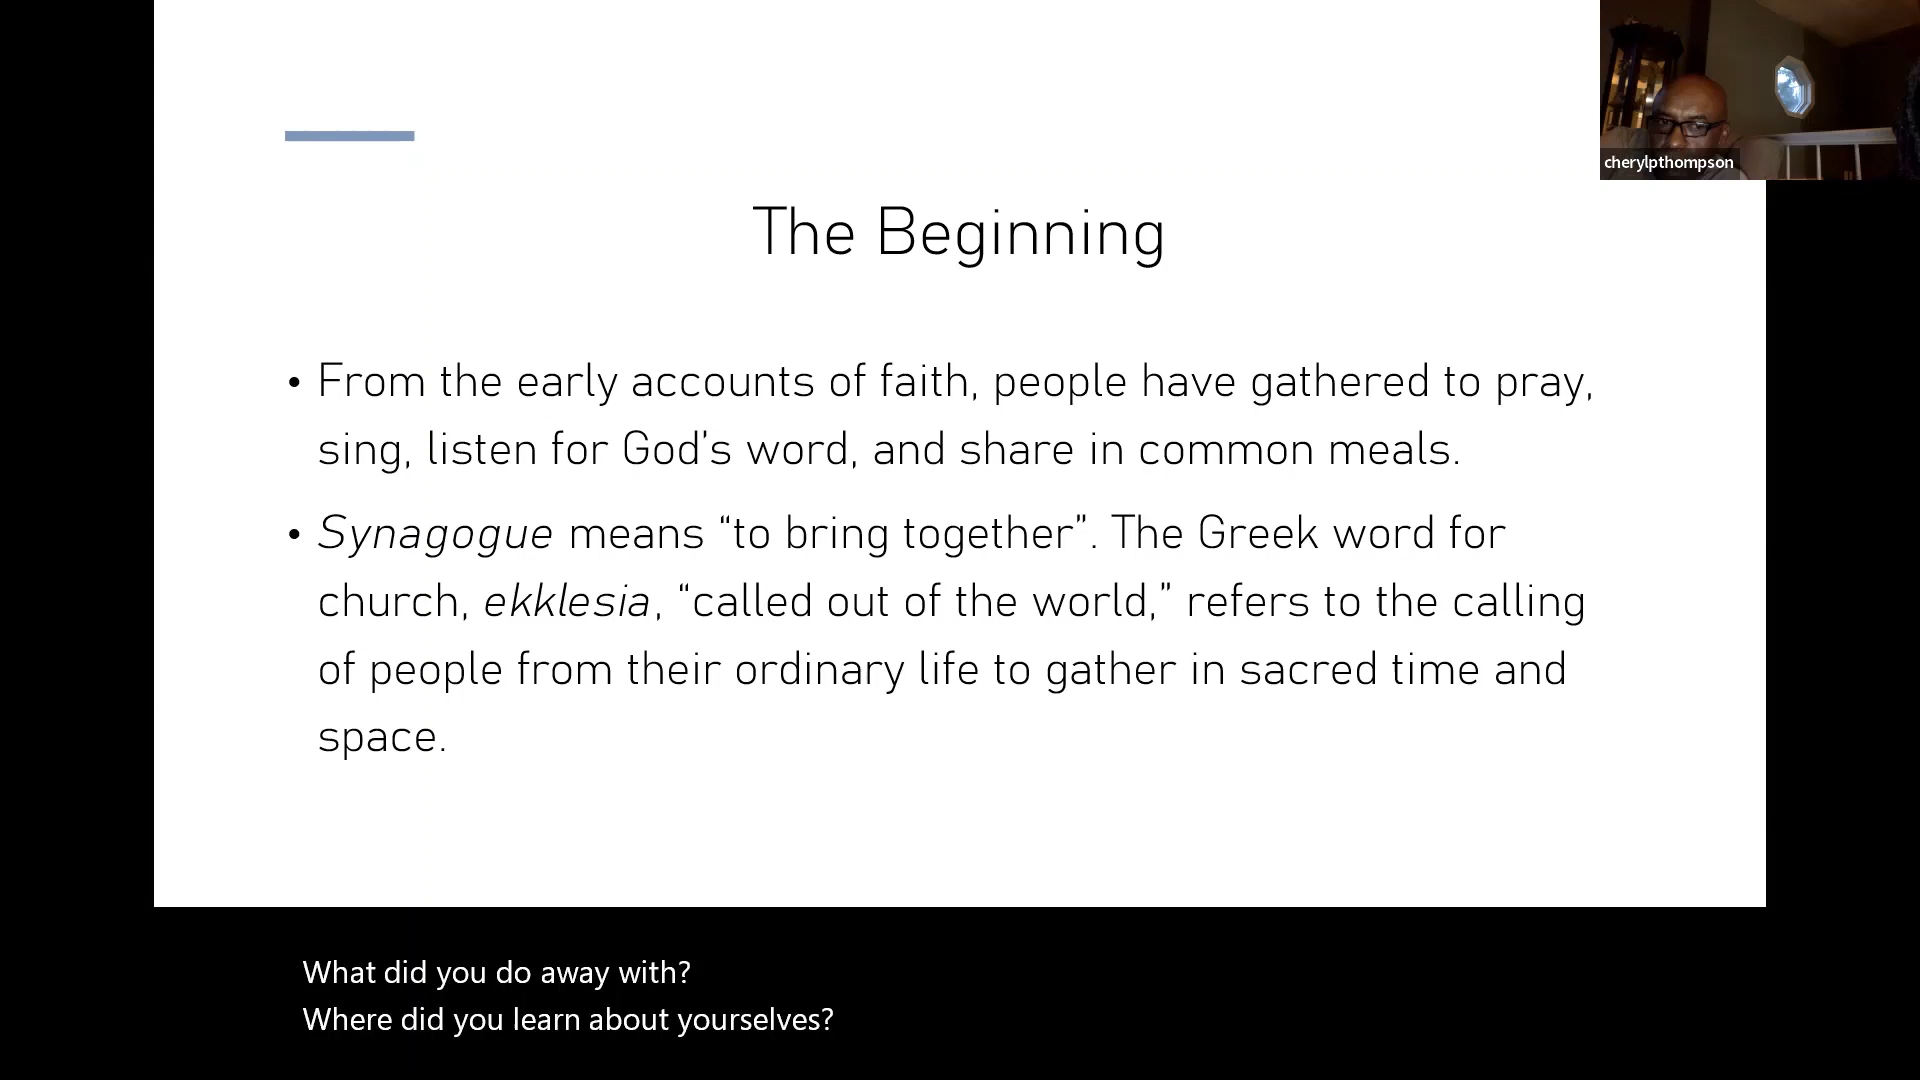 cherylpthompson
The Beginning
• From the early accounts of faith, people have gathered to pray,
sing, listen for God’s word, and share in common meals.
• Synagogue means “to bring together”. The Greek word for
church, ekklesia, “called out of the world,” refers to the calling
of people from their ordinary life to gather in sacred time and
space.
What did you do away with?
Where did you learn about yourselves?